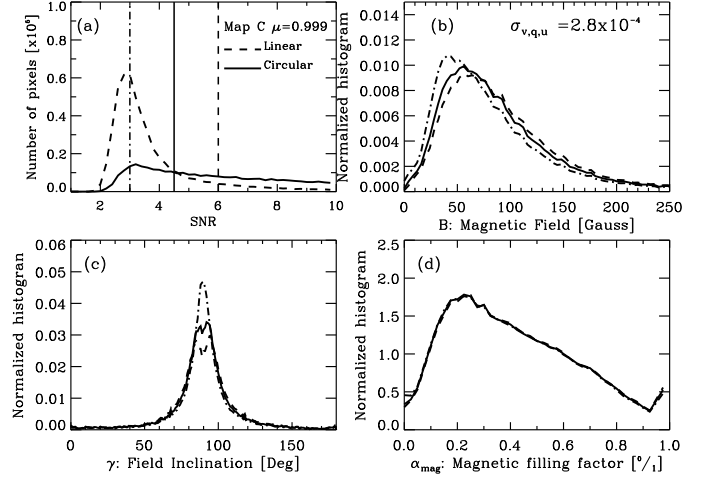 (a)
Map C μ=0.999
Linear
Circular
Number of pixels [x10⁶]
1.0
0.8
0.6
0.4
0.2
0.0
2 4 6 8 10
SNR
(b)
σv,q,u =2.8x10⁻⁴
Normalized histogram
0.014
0.012
0.010
0.008
0.006
0.004
0.002
0.000
0 50 100 150 200 250
B: Magnetic Field [Gauss]
(c)
Normalized histogran
0.06
0.05
0.04
0.03
0.02
0.01
0.00
0 50 100 150
γ: Field Inclination [Deg]
(d)
Normalized histogram
2.5
2.0
1.5
1.0
0.5
0.0
0.0 0.2 0.4 0.6 0.8 1.0
αmag: Magnetic filling factor [⁰/₁]